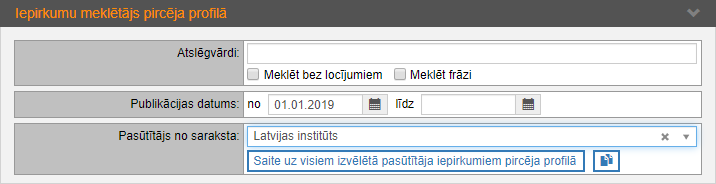 Iepirkumu meklētājs pircēja profilā
Atslēgvārdi:
Meklēt bez locījumiem Meklēt frāzi
Publikācijas datums: no 01.01.2019 līdz
Pasūtītājs no saraksta: Latvijas institūts
Saite uz visiem izvēlētā pasūtītāja iepirkumiem pircēja profilā